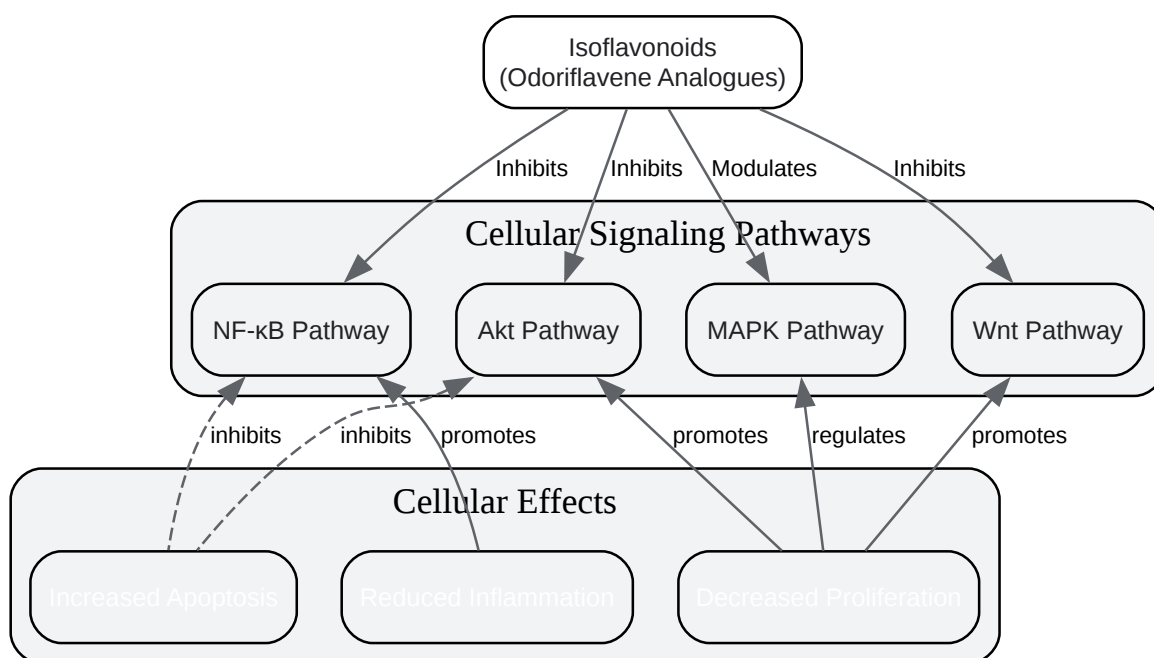 Isoflavonoids
(Odoriflavene Analogues)
Inhibits
Inhibits
Modulates
Inhibits
Cellular Signaling Pathways
NF-κB Pathway
Akt Pathway
MAPK Pathway
Wnt Pathway
inhibits
inhibits
promotes
promotes
regulates
promotes
Cellular Effects
Increased Apoptosis
Reduced Inflammation
Decreased Proliferation